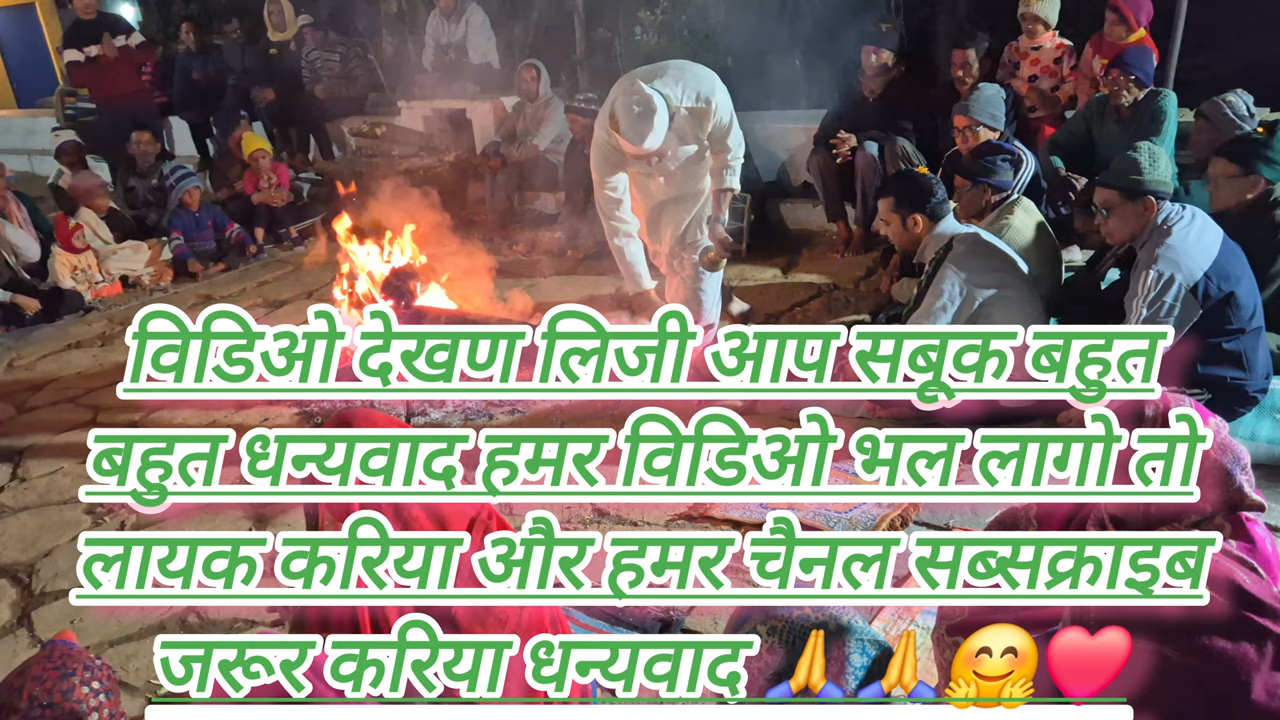 विडिओ देखण लिजी आप सबूक बहुत
बहुत धन्यवाद हमर विडिओ भल लागो तो
लायक करिया और हमर चैनल सब्सक्राइब
जरूर करिया धन्यवाद 🙏🙏🤗❤️